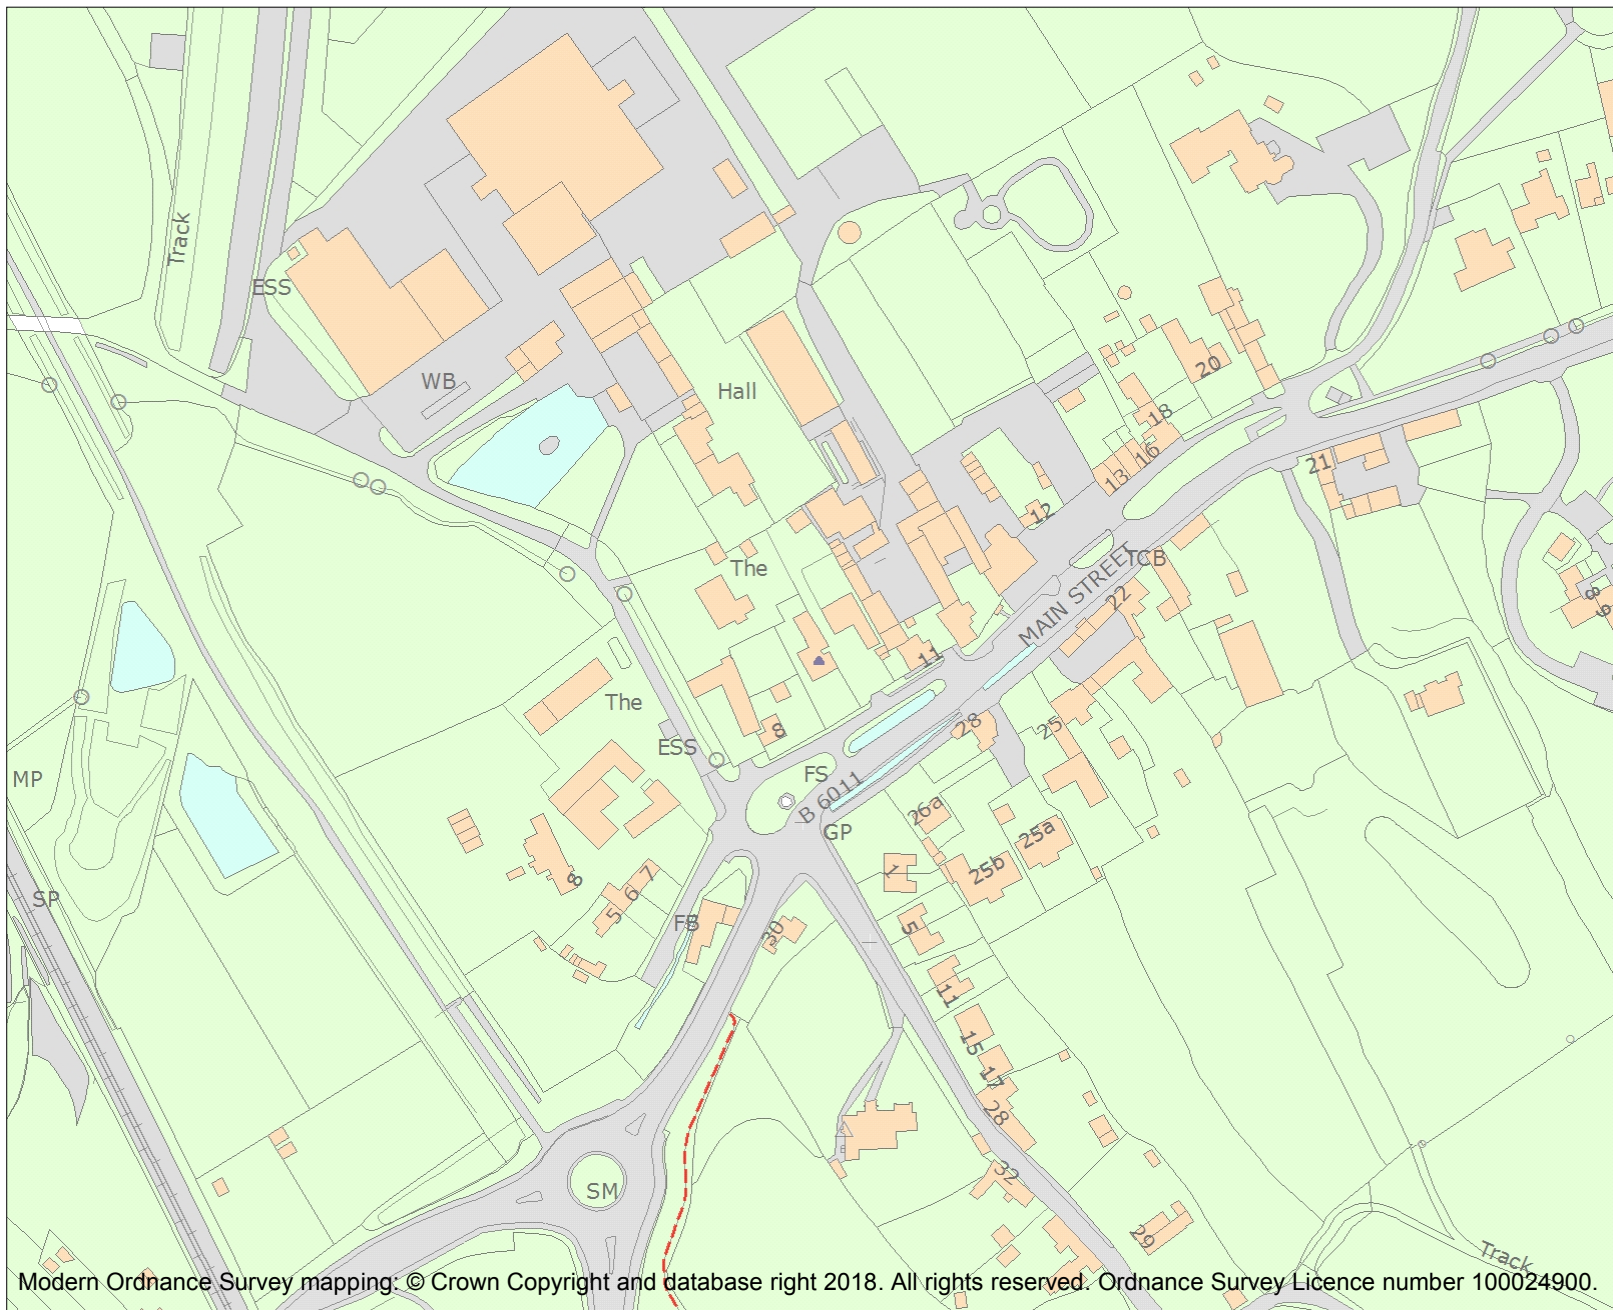 Track
ESS
WB
Hall
20
18
16
13
12
21
TCB
MAIN STREET
22
The
11
8
9
The
ESS
8
28
25
MP
FS
B 6011
GP
26a
25a
25b
1
8
7
6
5
SP
FB
30
5
11
15
17
28
32
SM
29
Track
Modern Ordnance Survey mapping: © Crown Copyright and database right 2018. All rights reserved. Ordnance Survey Licence number 100024900.